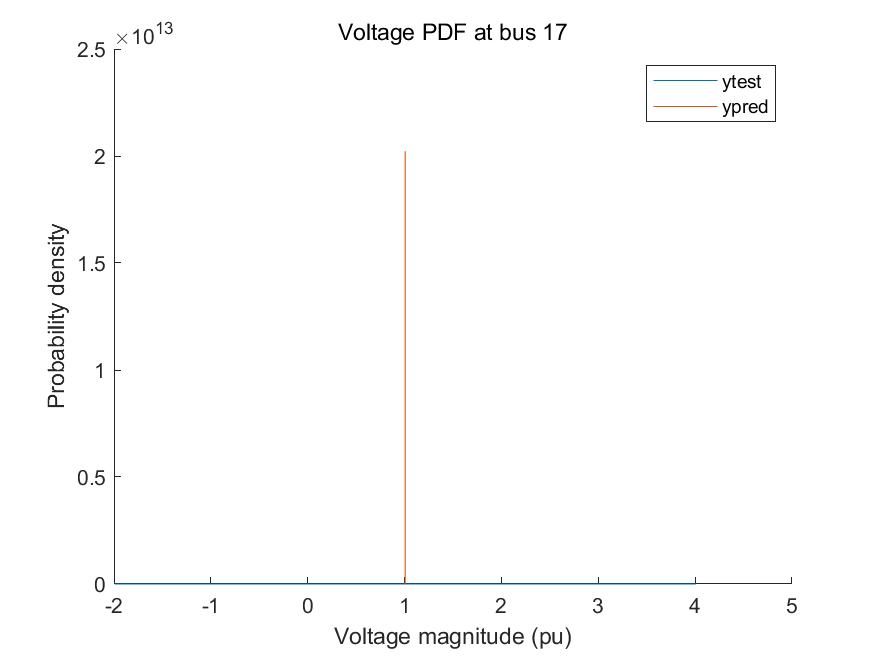 Voltage PDF at bus 17
×10^13
2.5
2
1.5
1
0.5
0
Probability density
-2 -1 0 1 2 3 4 5
Voltage magnitude (pu)
ytest
ypred